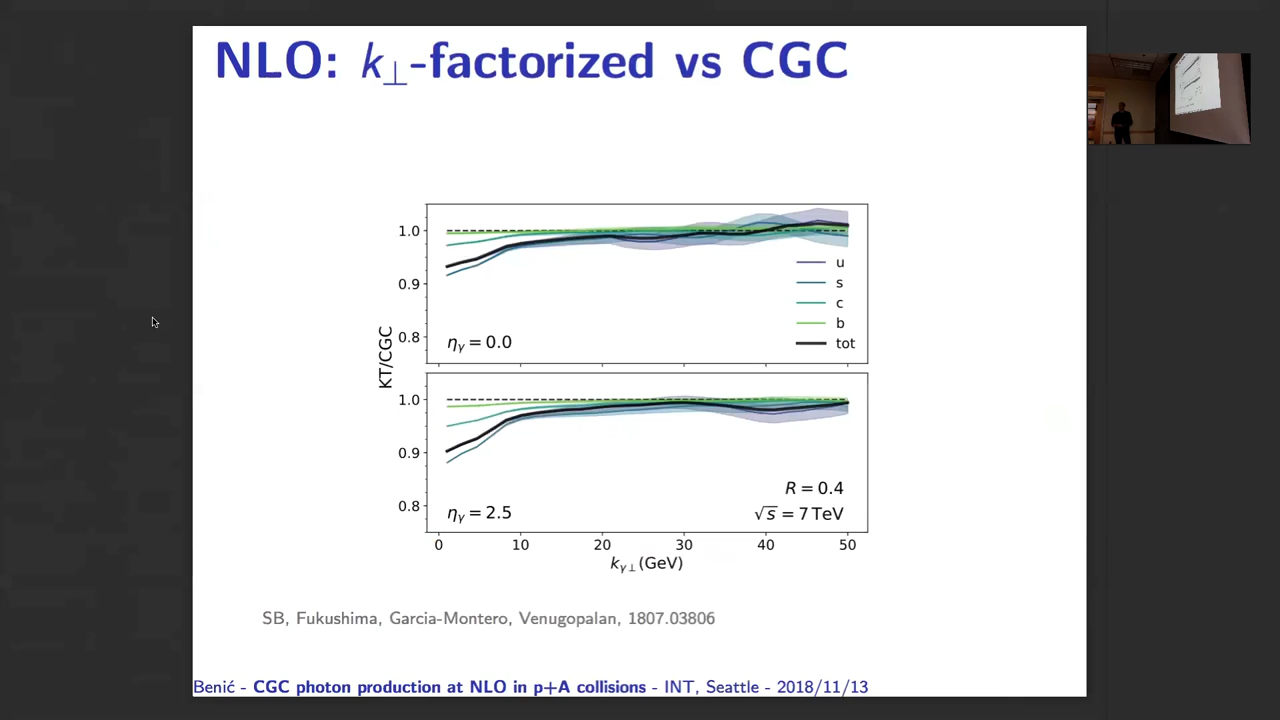 NLO: k⊥-factorized vs CGC
1.0
0.9
0.8
ηγ = 0.0
u
s
c
b
tot
KT/CGC
1.0
0.9
0.8
ηγ = 2.5
R = 0.4
√s = 7 TeV
0 10 20 30 40 50
kγ⊥(GeV)
SB, Fukushima, Garcia-Montero, Venugopalan, 1807.03806
Benić - CGC photon production at NLO in p+A collisions - INT, Seattle - 2018/11/13